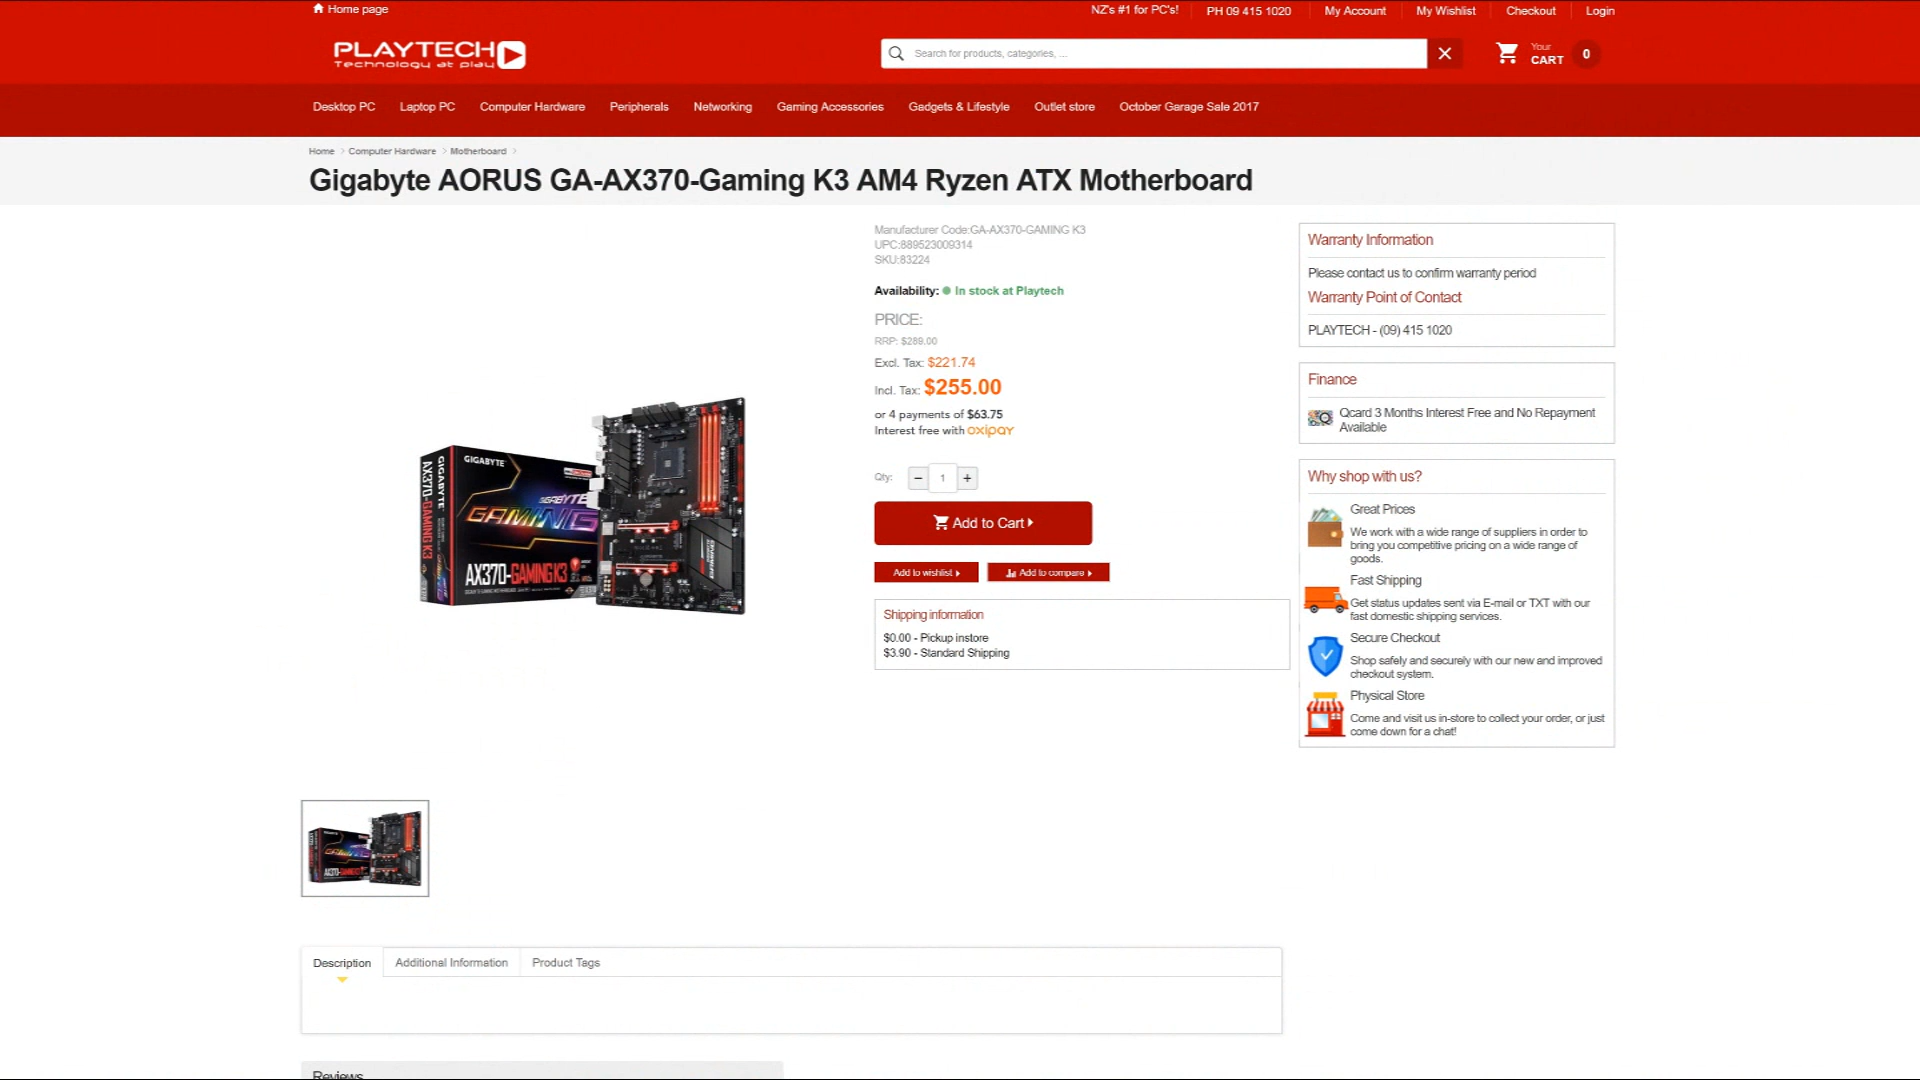 Home page
NZ's #1 for PC's!
PH 09 415 1020
My Account
My Wishlist
Checkout
Login
PLAYTECH
Technology at play
Search for products, categories, ...
Your
CART
0
Desktop PC
Laptop PC
Computer Hardware
Peripherals
Networking
Gaming Accessories
Gadgets & Lifestyle
Outlet store
October Garage Sale 2017
Home > Computer Hardware > Motherboard >
Gigabyte AORUS GA-AX370-Gaming K3 AM4 Ryzen ATX Motherboard
Manufacturer Code:GA-AX370-GAMING K3
UPC:889523009314
SKU:83224
Availability: In stock at Playtech
PRICE:
RRP: $289.00
Excl. Tax: $221.74
Incl. Tax: $255.00
or 4 payments of $63.75
Interest free with oxipay
Qty:
− 1 +
Add to Cart
Add to wishlist
Add to compare
Shipping information
$0.00 - Pickup instore
$3.90 - Standard Shipping
Warranty Information
Please contact us to confirm warranty period
Warranty Point of Contact
PLAYTECH - (09) 415 1020
Finance
Qcard 3 Months Interest Free and No Repayment
Available
Why shop with us?
Great Prices
We work with a wide range of suppliers in order to
bring you competitive pricing on a wide range of
goods.
Fast Shipping
Get status updates sent via E-mail or TXT with our
fast domestic shipping services.
Secure Checkout
Shop safely and securely with our new and improved
checkout system.
Physical Store
Come and visit us in-store to collect your order, or just
come down for a chat!
GIGABYTE
GIGABYTE
AX370-GAMING K3
GIGABYTE
GAMING
AX370-GAMING K3
GAMING
AX370-GAMING K3
Description
Additional Information
Product Tags
Reviews